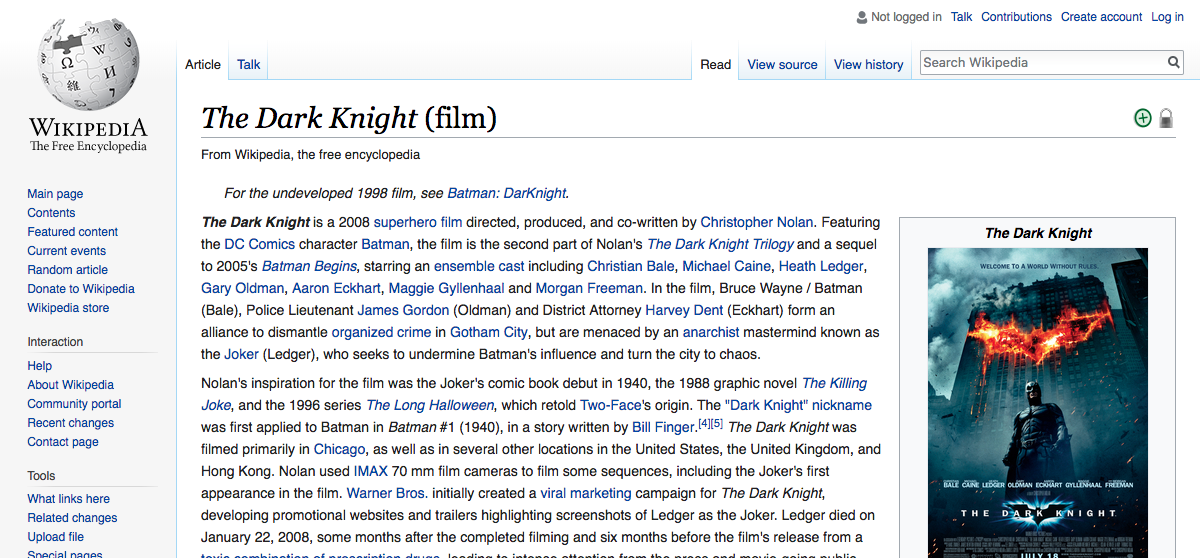 Not logged in Talk Contributions Create account Log in
Article Talk Read View source View history Search Wikipedia
WIKIPEDIA
The Free Encyclopedia
Main page
Contents
Featured content
Current events
Random article
Donate to Wikipedia
Wikipedia store
Interaction
Help
About Wikipedia
Community portal
Recent changes
Contact page
Tools
What links here
Related changes
Upload file
Special pages
The Dark Knight (film)
From Wikipedia, the free encyclopedia
For the undeveloped 1998 film, see Batman: DarKnight.
The Dark Knight is a 2008 superhero film directed, produced, and co-written by Christopher Nolan. Featuring
the DC Comics character Batman, the film is the second part of Nolan's The Dark Knight Trilogy and a sequel
to 2005's Batman Begins, starring an ensemble cast including Christian Bale, Michael Caine, Heath Ledger,
Gary Oldman, Aaron Eckhart, Maggie Gyllenhaal and Morgan Freeman. In the film, Bruce Wayne / Batman
(Bale), Police Lieutenant James Gordon (Oldman) and District Attorney Harvey Dent (Eckhart) form an
alliance to dismantle organized crime in Gotham City, but are menaced by an anarchist mastermind known as
the Joker (Ledger), who seeks to undermine Batman's influence and turn the city to chaos.
Nolan's inspiration for the film was the Joker's comic book debut in 1940, the 1988 graphic novel The Killing
Joke, and the 1996 series The Long Halloween, which retold Two-Face's origin. The "Dark Knight" nickname
was first applied to Batman in Batman #1 (1940), in a story written by Bill Finger.[4][5] The Dark Knight was
filmed primarily in Chicago, as well as in several other locations in the United States, the United Kingdom, and
Hong Kong. Nolan used IMAX 70 mm film cameras to film some sequences, including the Joker's first
appearance in the film. Warner Bros. initially created a viral marketing campaign for The Dark Knight,
developing promotional websites and trailers highlighting screenshots of Ledger as the Joker. Ledger died on
January 22, 2008, some months after the completed filming and six months before the film's release from a
toxic combination of prescription drugs, leading to intense attention from the press and movie-going public.
The Dark Knight
WELCOME TO A WORLD WITHOUT RULES.
BALE CAINE LEDGER OLDMAN ECKHART GYLLENHAAL FREEMAN
THE DARK KNIGHT
JULY 18